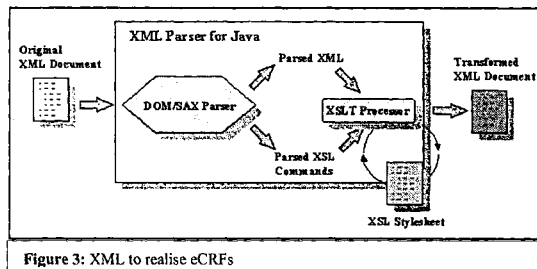 XML Parser for Java
Original
XML Document
DOM/SAX Parser
Parsed XML
Parsed XSL
Commands
XSLT Processor
Transformed
XML Document
XSL Stylesheet
Figure 3: XML to realise eCRFs